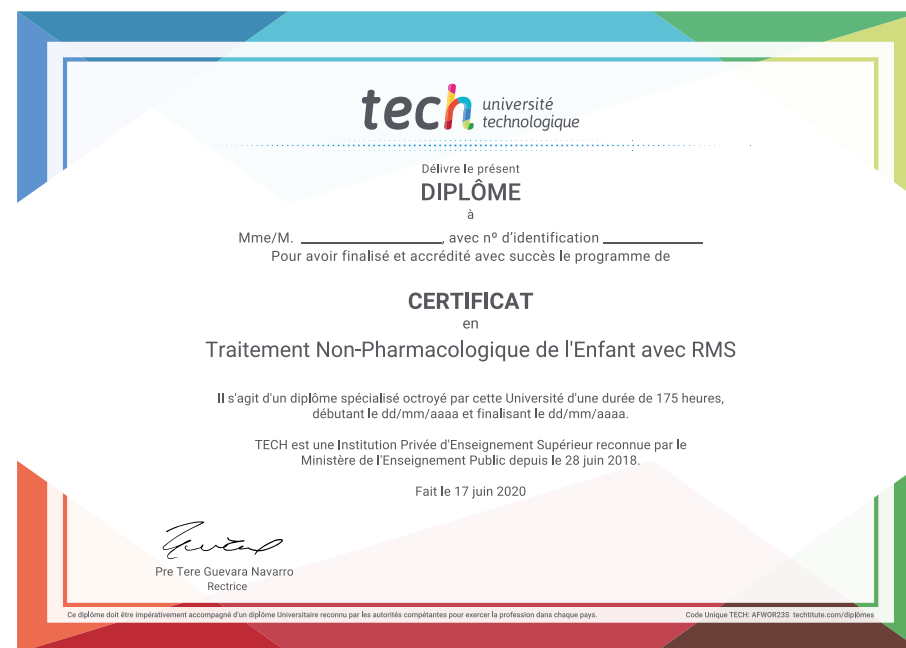 tech université
technologique
Délivre le présent
DIPLÔME
à
Mme/M. ____________________, avec nº d'identification ______________
Pour avoir finalisé et accrédité avec succès le programme de
CERTIFICAT
en
Traitement Non-Pharmacologique de l'Enfant avec RMS
Il s'agit d'un diplôme spécialisé octroyé par cette Université d'une durée de 175 heures,
débutant le dd/mm/aaaa et finalisant le dd/mm/aaaa.
TECH est une Institution Privée d'Enseignement Supérieur reconnue par le
Ministère de l'Enseignement Public depuis le 28 juin 2018.
Fait le 17 juin 2020
Pre Tere Guevara Navarro
Rectrice
Ce diplôme doit être impérativement accompagné d'un diplôme Universitaire reconnu par les autorités compétentes pour exercer la profession dans chaque pays.
Code Unique TECH: AFWOR23S techtitute.com/diplômes